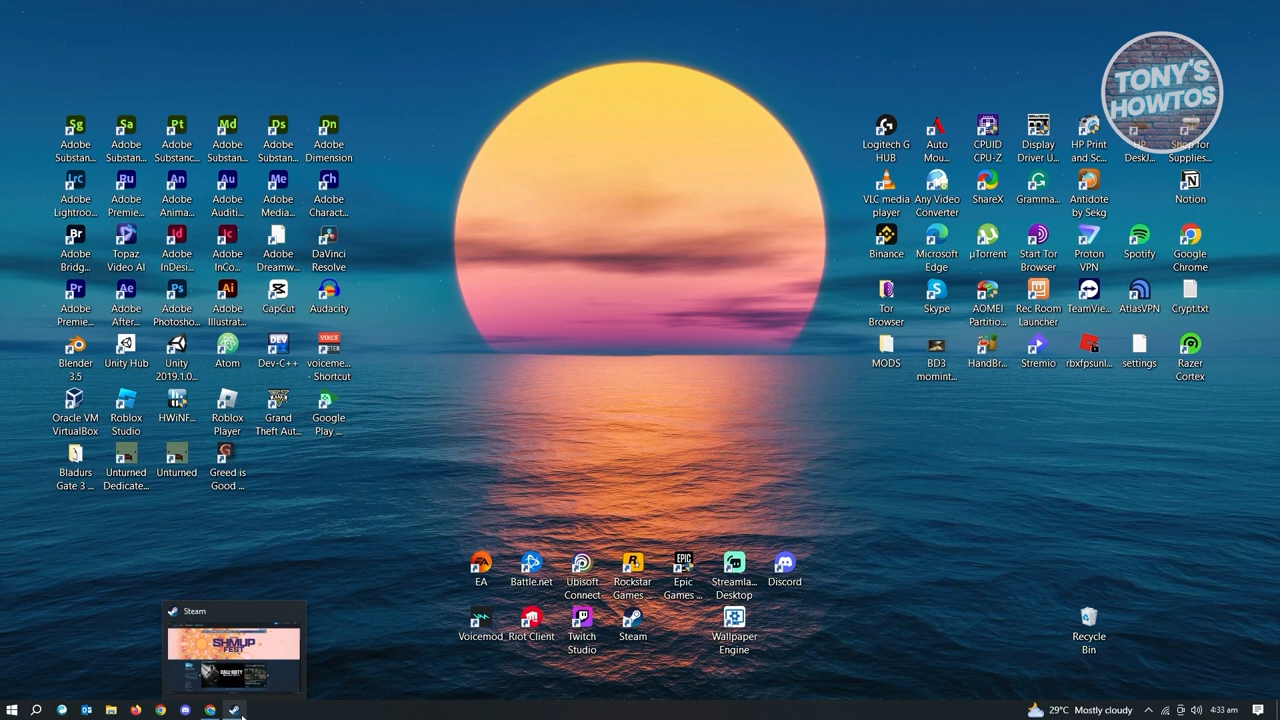 TONY'S
HOWTOS
Adobe
Substan...
Adobe
Substan...
Adobe
Substanc...
Adobe
Substan...
Adobe
Substan...
Adobe
Dimension
Adobe
Lightroo...
Adobe
Premie...
Adobe
Anima...
Adobe
Auditi...
Adobe
Media...
Adobe
Charact...
Adobe
Bridg...
Topaz
Video AI
Adobe
InDesi...
Adobe
InCo...
Adobe
Dreamw...
DaVinci
Resolve
Adobe
Premie...
Adobe
After...
Adobe
Photosho...
Adobe
Illustrat...
CapCut
Audacity
Blender
3.5
Unity Hub
Unity
2019.1.0...
Atom
Dev-C++
voiceme...
- Shortcut
Oracle VM
VirtualBox
Roblox
Studio
HWiNF...
Roblox
Player
Grand
Theft Aut...
Google
Play ...
Bladurs
Gate 3 ...
Unturned
Dedicate...
Unturned
Greed is
Good ...
Logitech G
HUB
Auto
Mou...
CPUID
CPU-Z
Display
Driver U...
HP Print
and Sc...
HP
DeskJ...
Shop for
Supplies...
VLC media
player
Any Video
Converter
ShareX
Gramma...
Antidote
by Sekg
Notion
Binance
Microsoft
Edge
µTorrent
Start Tor
Browser
Proton
VPN
Spotify
Google
Chrome
Tor
Browser
Skype
AOMEI
Partitio...
Rec Room
Launcher
TeamVie...
AtlasVPN
Crypt.txt
MODS
BD3
momint...
HandBr...
Stremio
rbxfpsunl...
settings
Razer
Cortex
EA
Battle.net
Ubisoft
Connect
Rockstar
Games ...
Epic
Games ...
Streamla...
Desktop
Discord
Voicemod
Riot Client
Twitch
Studio
Steam
Wallpaper
Engine
Recycle
Bin
Steam
SHMUP
FEST
CALL OF DUTY
29°C Mostly cloudy
4:33 am